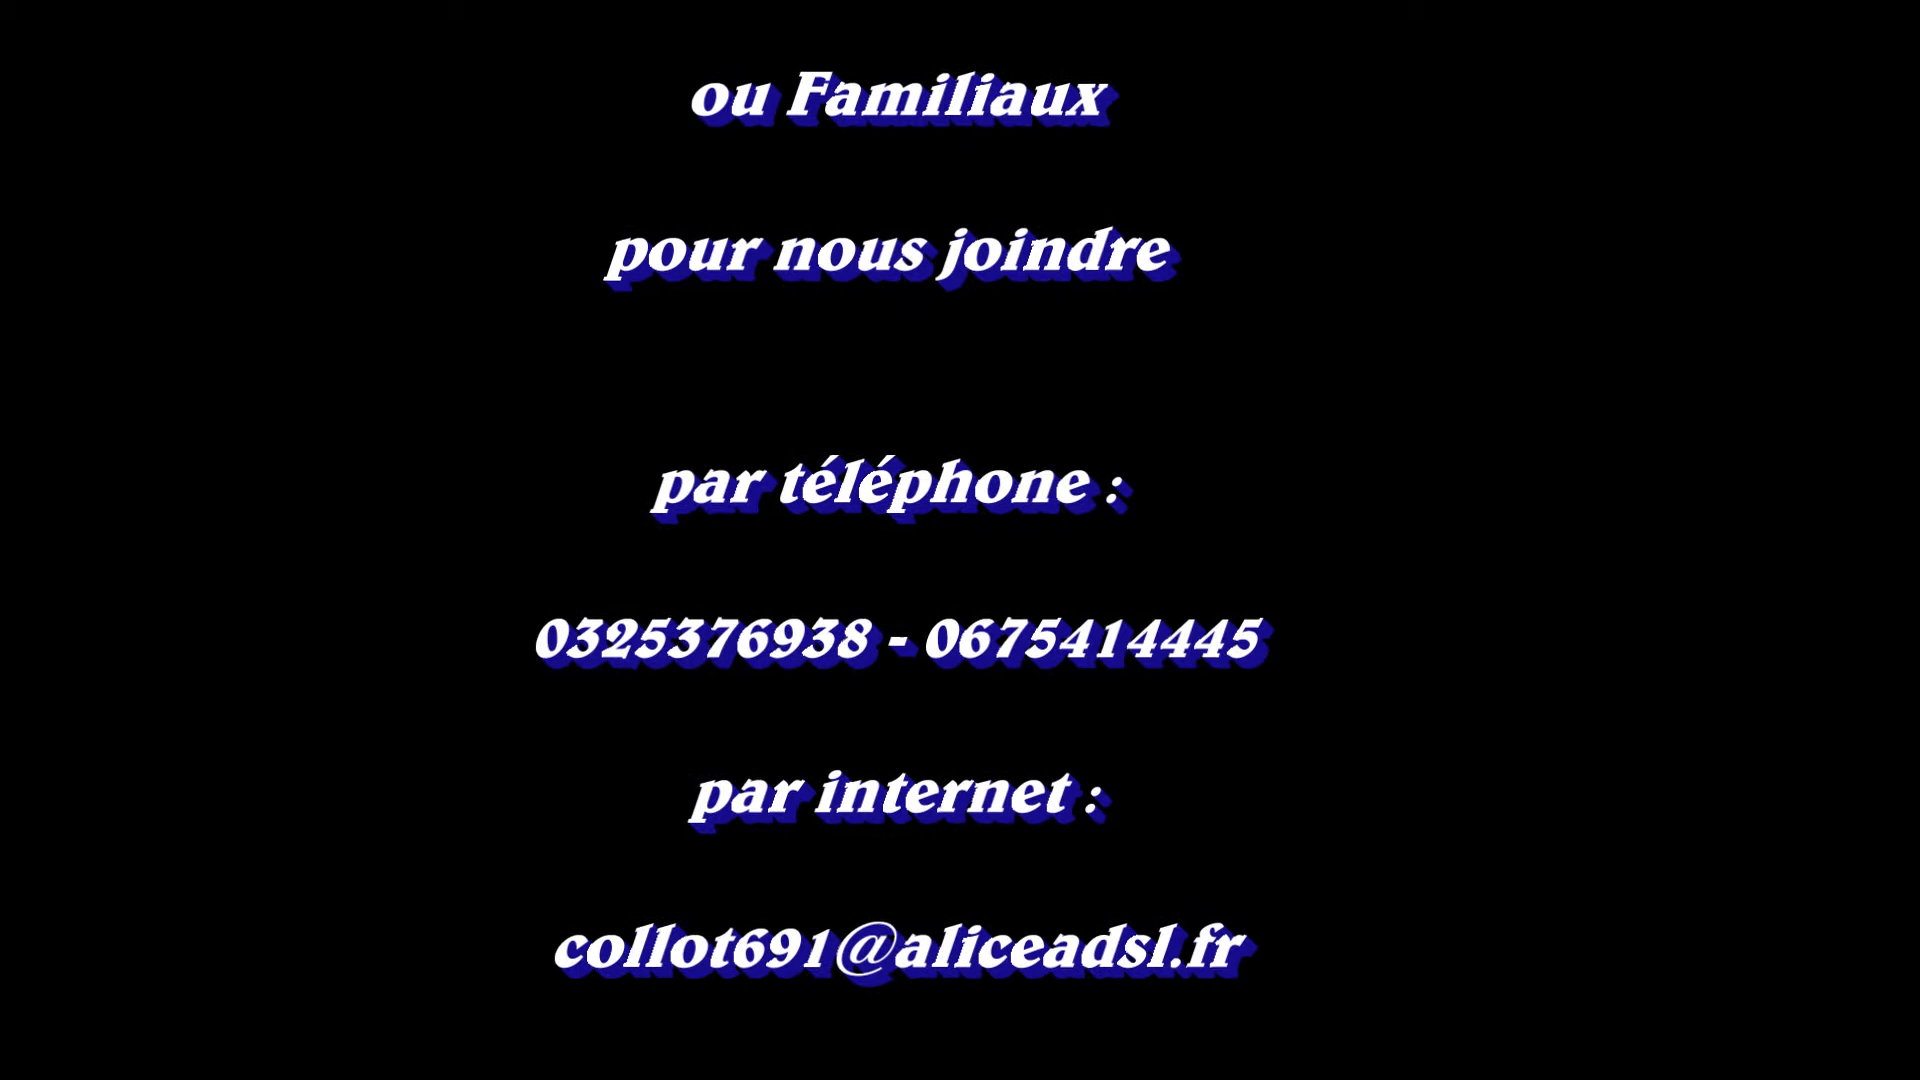 ou Familiaux
pour nous joindre
par téléphone :
0325376938 - 0675414445
par internet :
collot691@aliceadsl.fr